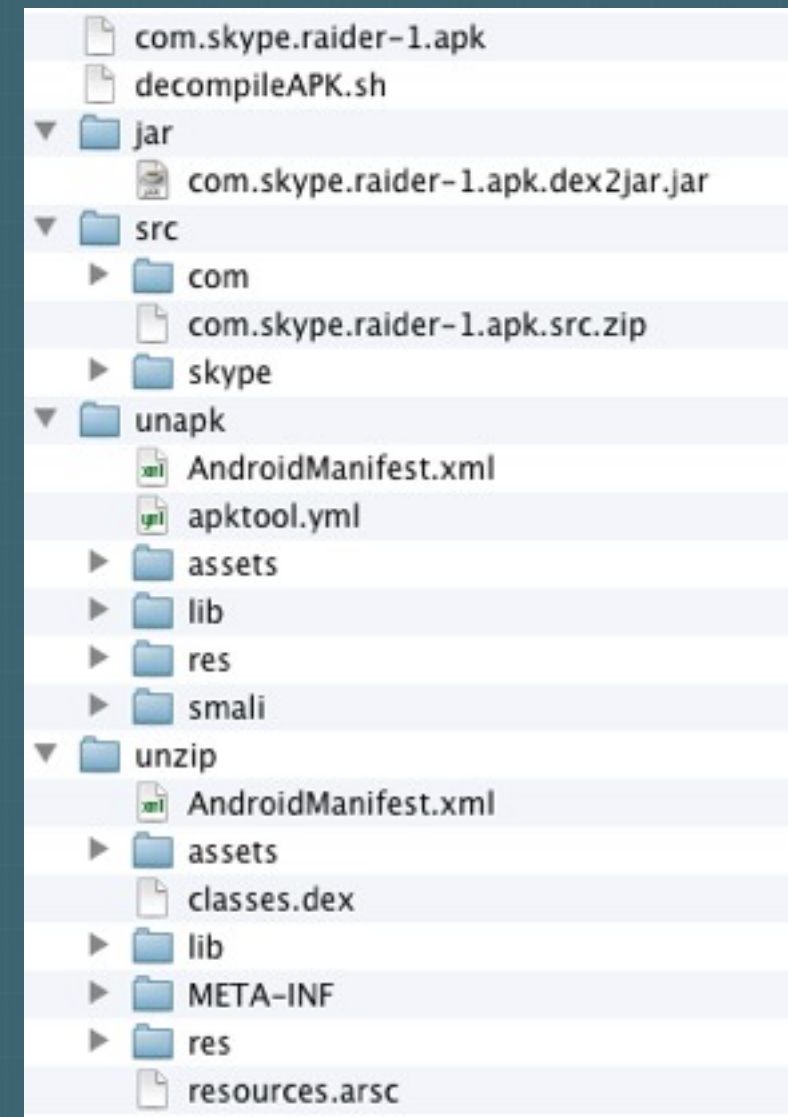 com.skype.raider-1.apk
decompileAPK.sh
jar
com.skype.raider-1.apk.dex2jar.jar
src
com
com.skype.raider-1.apk.src.zip
skype
unapk
AndroidManifest.xml
apktool.yml
assets
lib
res
smali
unzip
AndroidManifest.xml
assets
classes.dex
lib
META-INF
res
resources.arsc